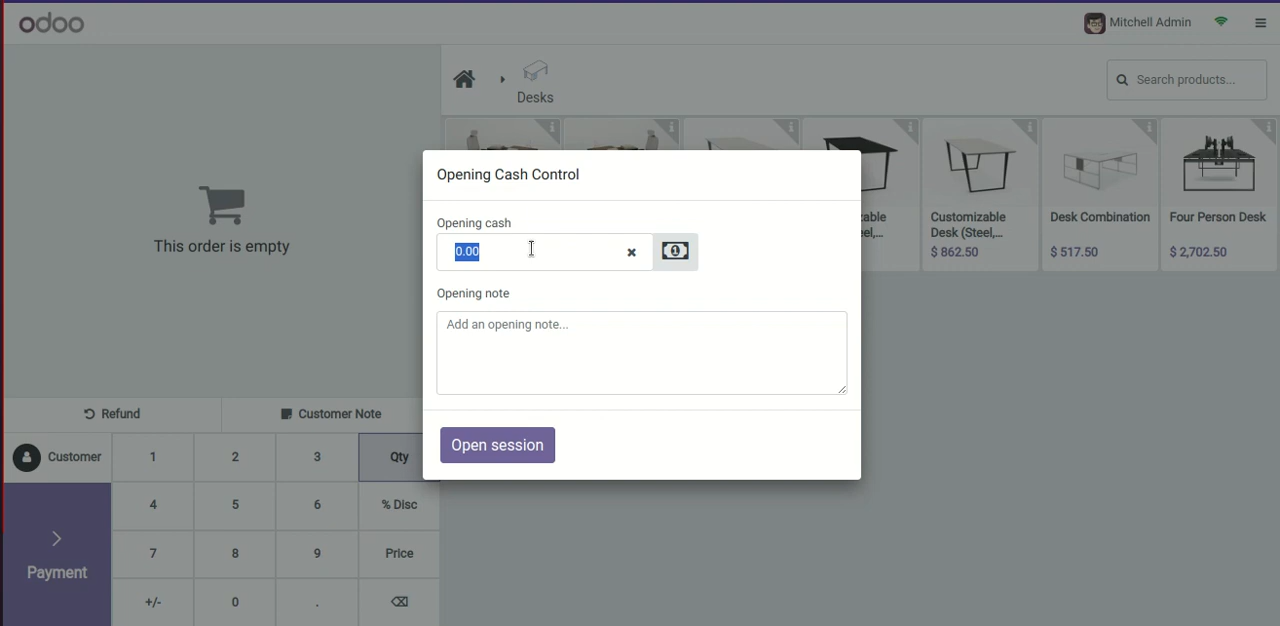 odoo
Mitchell Admin
Desks
Search products...
Opening Cash Control
Opening cash
0.00
Opening note
Add an opening note...
Open session
This order is empty
Customizable
Desk (Steel,...
$ 862.50
Desk Combination
$ 517.50
Four Person Desk
$ 2,702.50
Refund
Customer Note
Customer
1
2
3
Qty
4
5
6
% Disc
Payment
7
8
9
Price
+/-
0
.